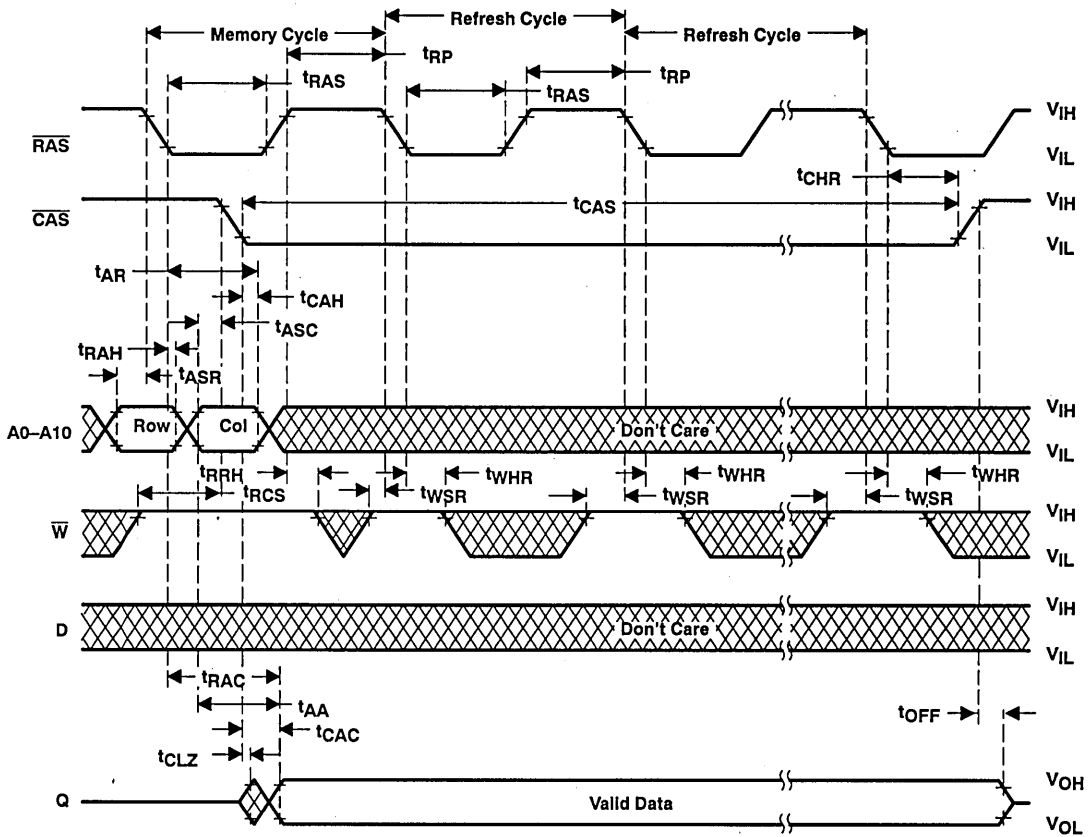 Memory Cycle
Refresh Cycle
Refresh Cycle
tRP
tRP
tRAS
tRAS
RAS
VIH
VIL
tCHR
CAS
tCAS
VIH
VIL
tAR
tCAH
tASC
tRAH
tASR
A0–A10
Row
Col
Don't Care
VIH
VIL
tRRH
tRCS
tWSR
tWHR
tWSR
tWHR
tWSR
tWHR
W
VIH
VIL
D
Don't Care
VIH
VIL
tRAC
tAA
tCAC
tCLZ
tOFF
Q
Valid Data
VOH
VOL